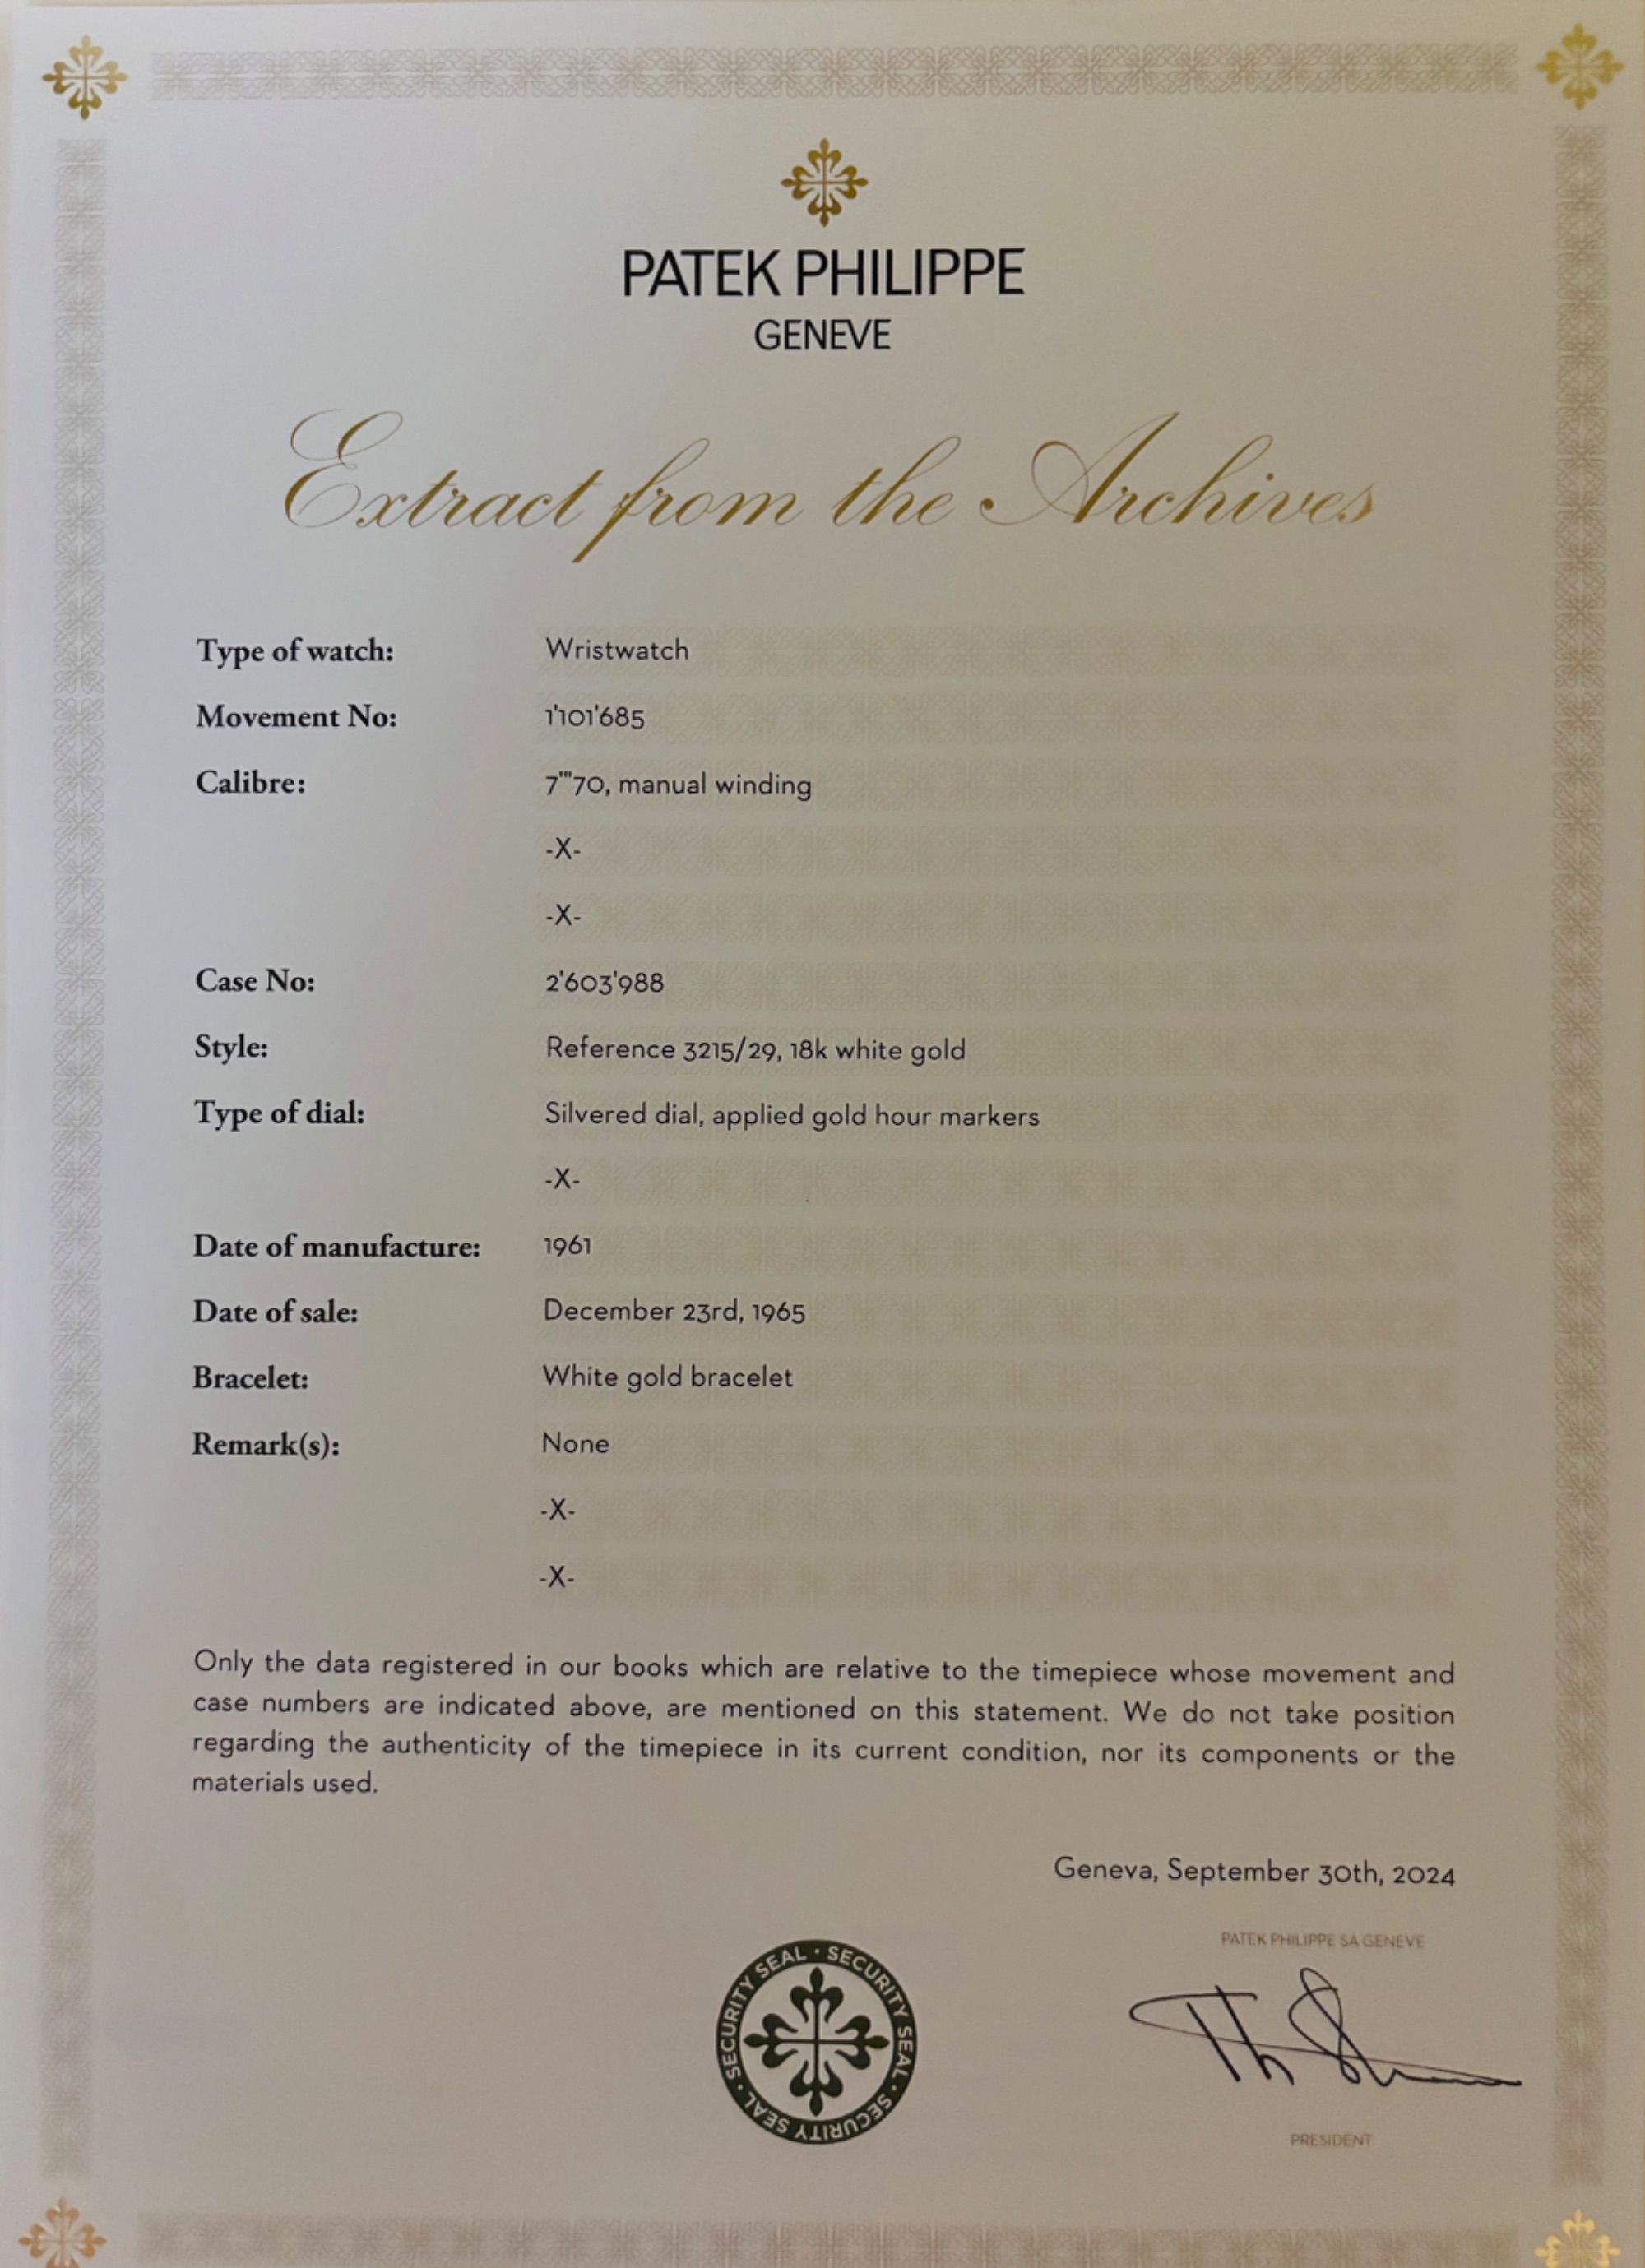 PATEK PHILIPPE
GENEVE
Extract from the Archives
Type of watch: Wristwatch
Movement No: 1'101'685
Calibre: 7'''70, manual winding
-X-
-X-
Case No: 2'603'988
Style: Reference 3215/29, 18k white gold
Type of dial: Silvered dial, applied gold hour markers
-X-
Date of manufacture: 1961
Date of sale: December 23rd, 1965
Bracelet: White gold bracelet
Remark(s): None
-X-
-X-
Only the data registered in our books which are relative to the timepiece whose movement and
case numbers are indicated above, are mentioned on this statement. We do not take position
regarding the authenticity of the timepiece in its current condition, nor its components or the
materials used.
Geneva, September 30th, 2024
PATEK PHILIPPE SA GENEVE
SECURITY SEAL · SECURITY SEAL · SECURITY SEAL ·
PRESIDENT